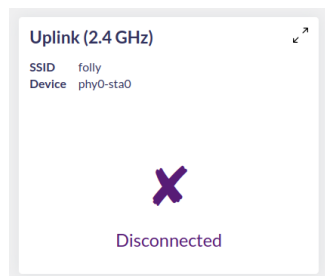 Uplink (2.4 GHz)
SSID folly
Device phy0-sta0
Disconnected